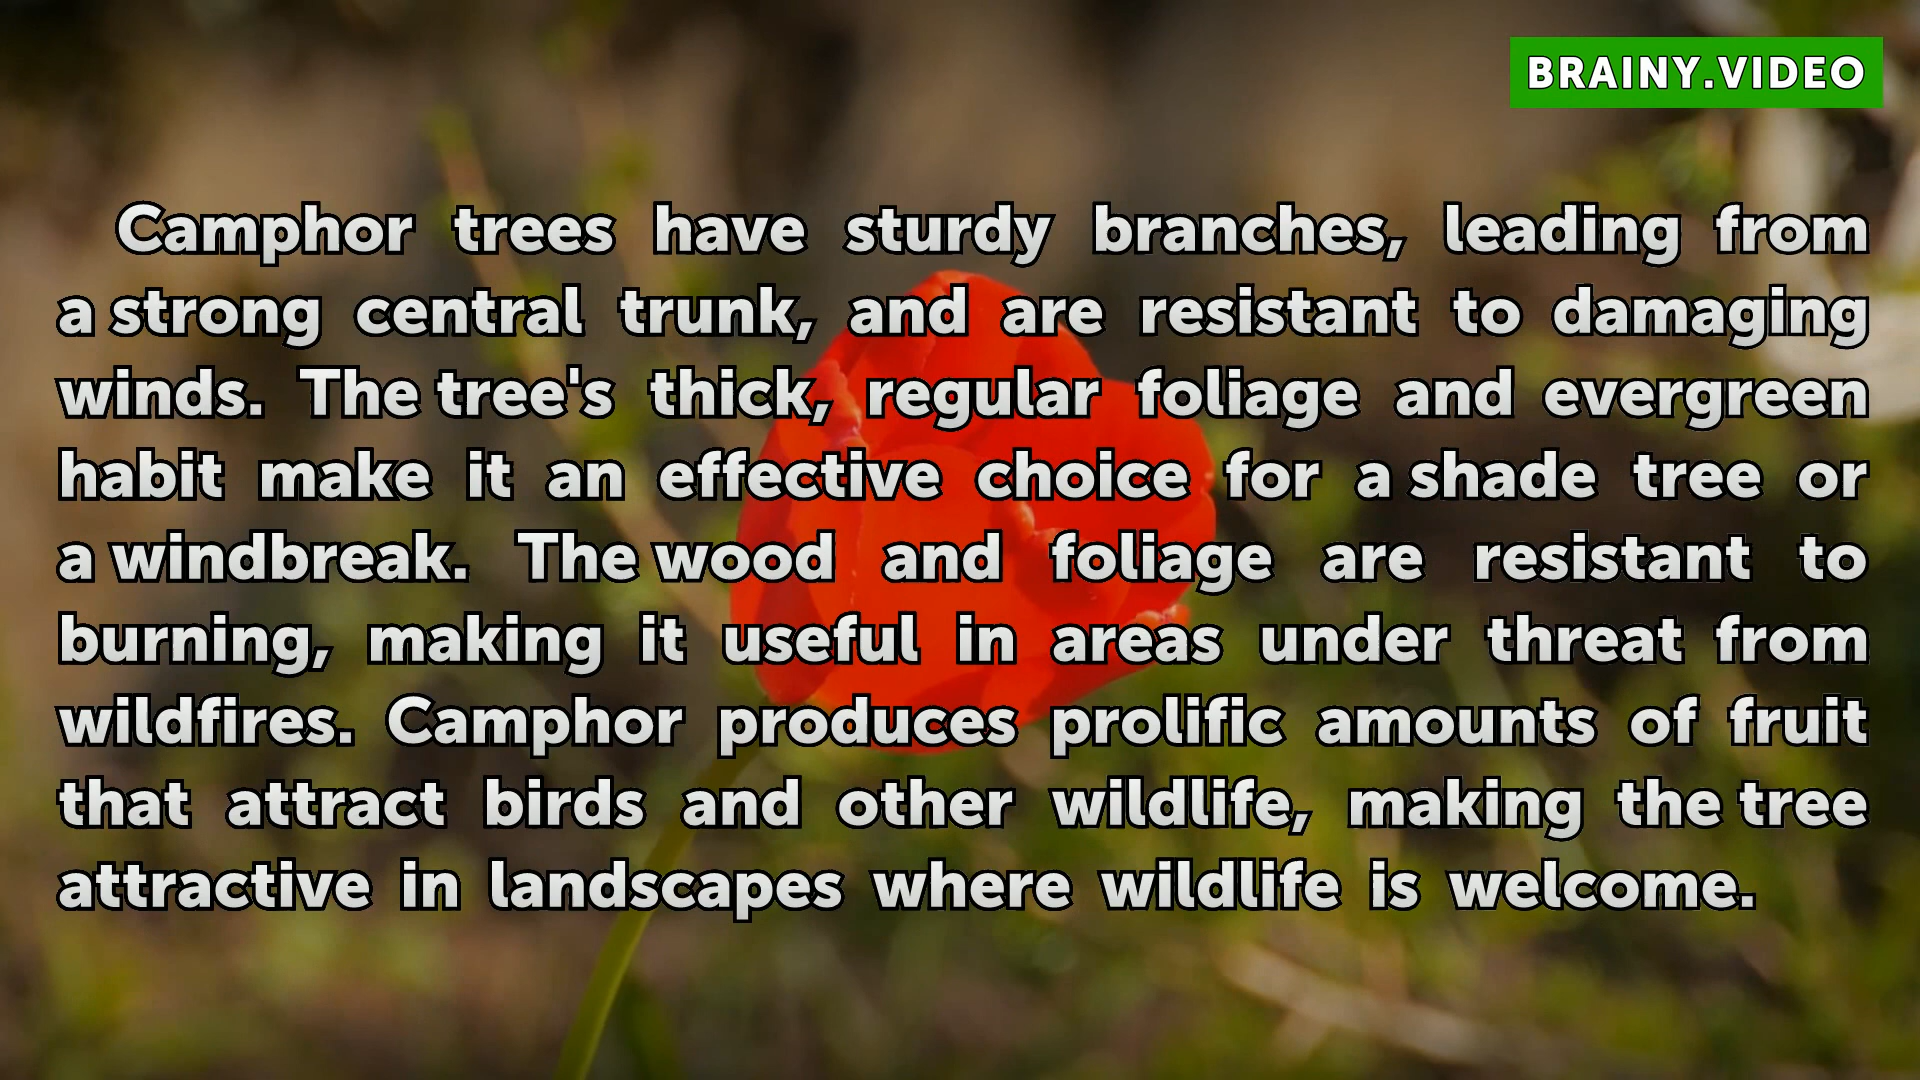 BRAINY.VIDEO
Camphor trees have sturdy branches, leading from
a strong central trunk, and are resistant to damaging
winds. The tree's thick, regular foliage and evergreen
habit make it an effective choice for a shade tree or
a windbreak. The wood and foliage are resistant to
burning, making it useful in areas under threat from
wildfires. Camphor produces prolific amounts of fruit
that attract birds and other wildlife, making the tree
attractive in landscapes where wildlife is welcome.